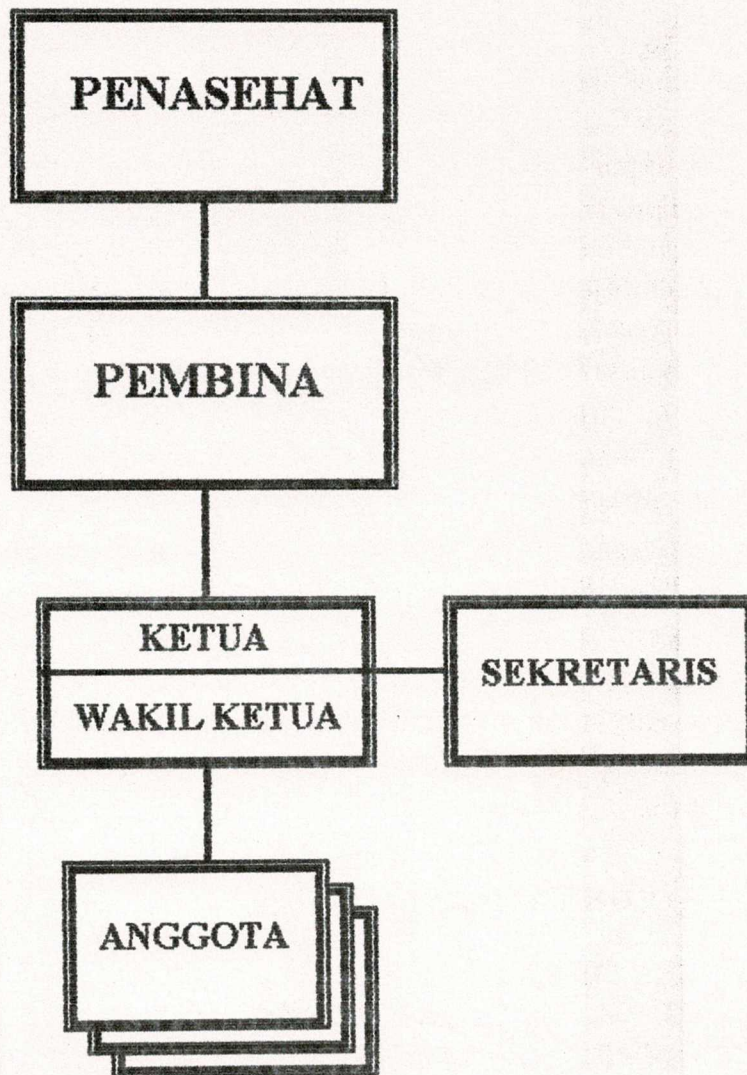 PENASEHAT
PEMBINA
KETUA
WAKIL KETUA
SEKRETARIS
ANGGOTA